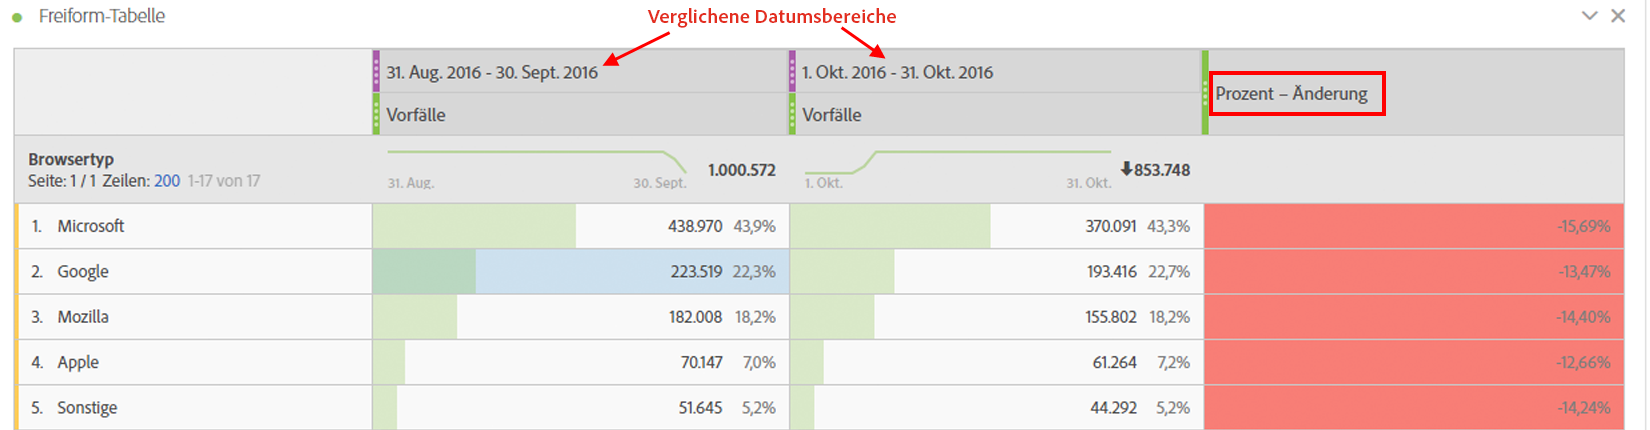 Freiform-Tabelle
Verglichene Datumsbereiche
31. Aug. 2016 - 30. Sept. 2016
1. Okt. 2016 - 31. Okt. 2016
Prozent – Änderung
Vorfälle
Vorfälle
Browsertyp
Seite: 1 / 1 Zeilen: 200 1-17 von 17
31. Aug.
30. Sept.
1.000.572
1. Okt.
31. Okt.
853.748
1. Microsoft 438.970 43,9% 370.091 43,3% -15,69%
2. Google 223.519 22,3% 193.416 22,7% -13,47%
3. Mozilla 182.008 18,2% 155.802 18,2% -14,40%
4. Apple 70.147 7,0% 61.264 7,2% -12,66%
5. Sonstige 51.645 5,2% 44.292 5,2% -14,24%